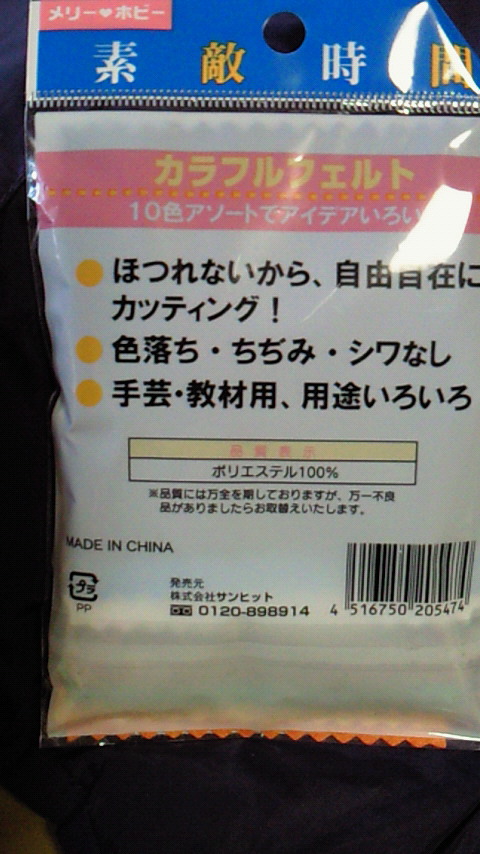 メリー♥ホビー
素敵時間
カラフルフェルト
10色アソートでアイデアいろい
●ほつれないから、自由自在に
カッティング！
●色落ち・ちぢみ・シワなし
●手芸・教材用、用途いろいろ
品質表示
ポリエステル100%
※品質には万全を期しておりますが、万一不良
品がありましたらお取替えいたします。
MADE IN CHINA
プラ
PP
発売元
株式会社サンヒット
0120-898914
4 516750 205474